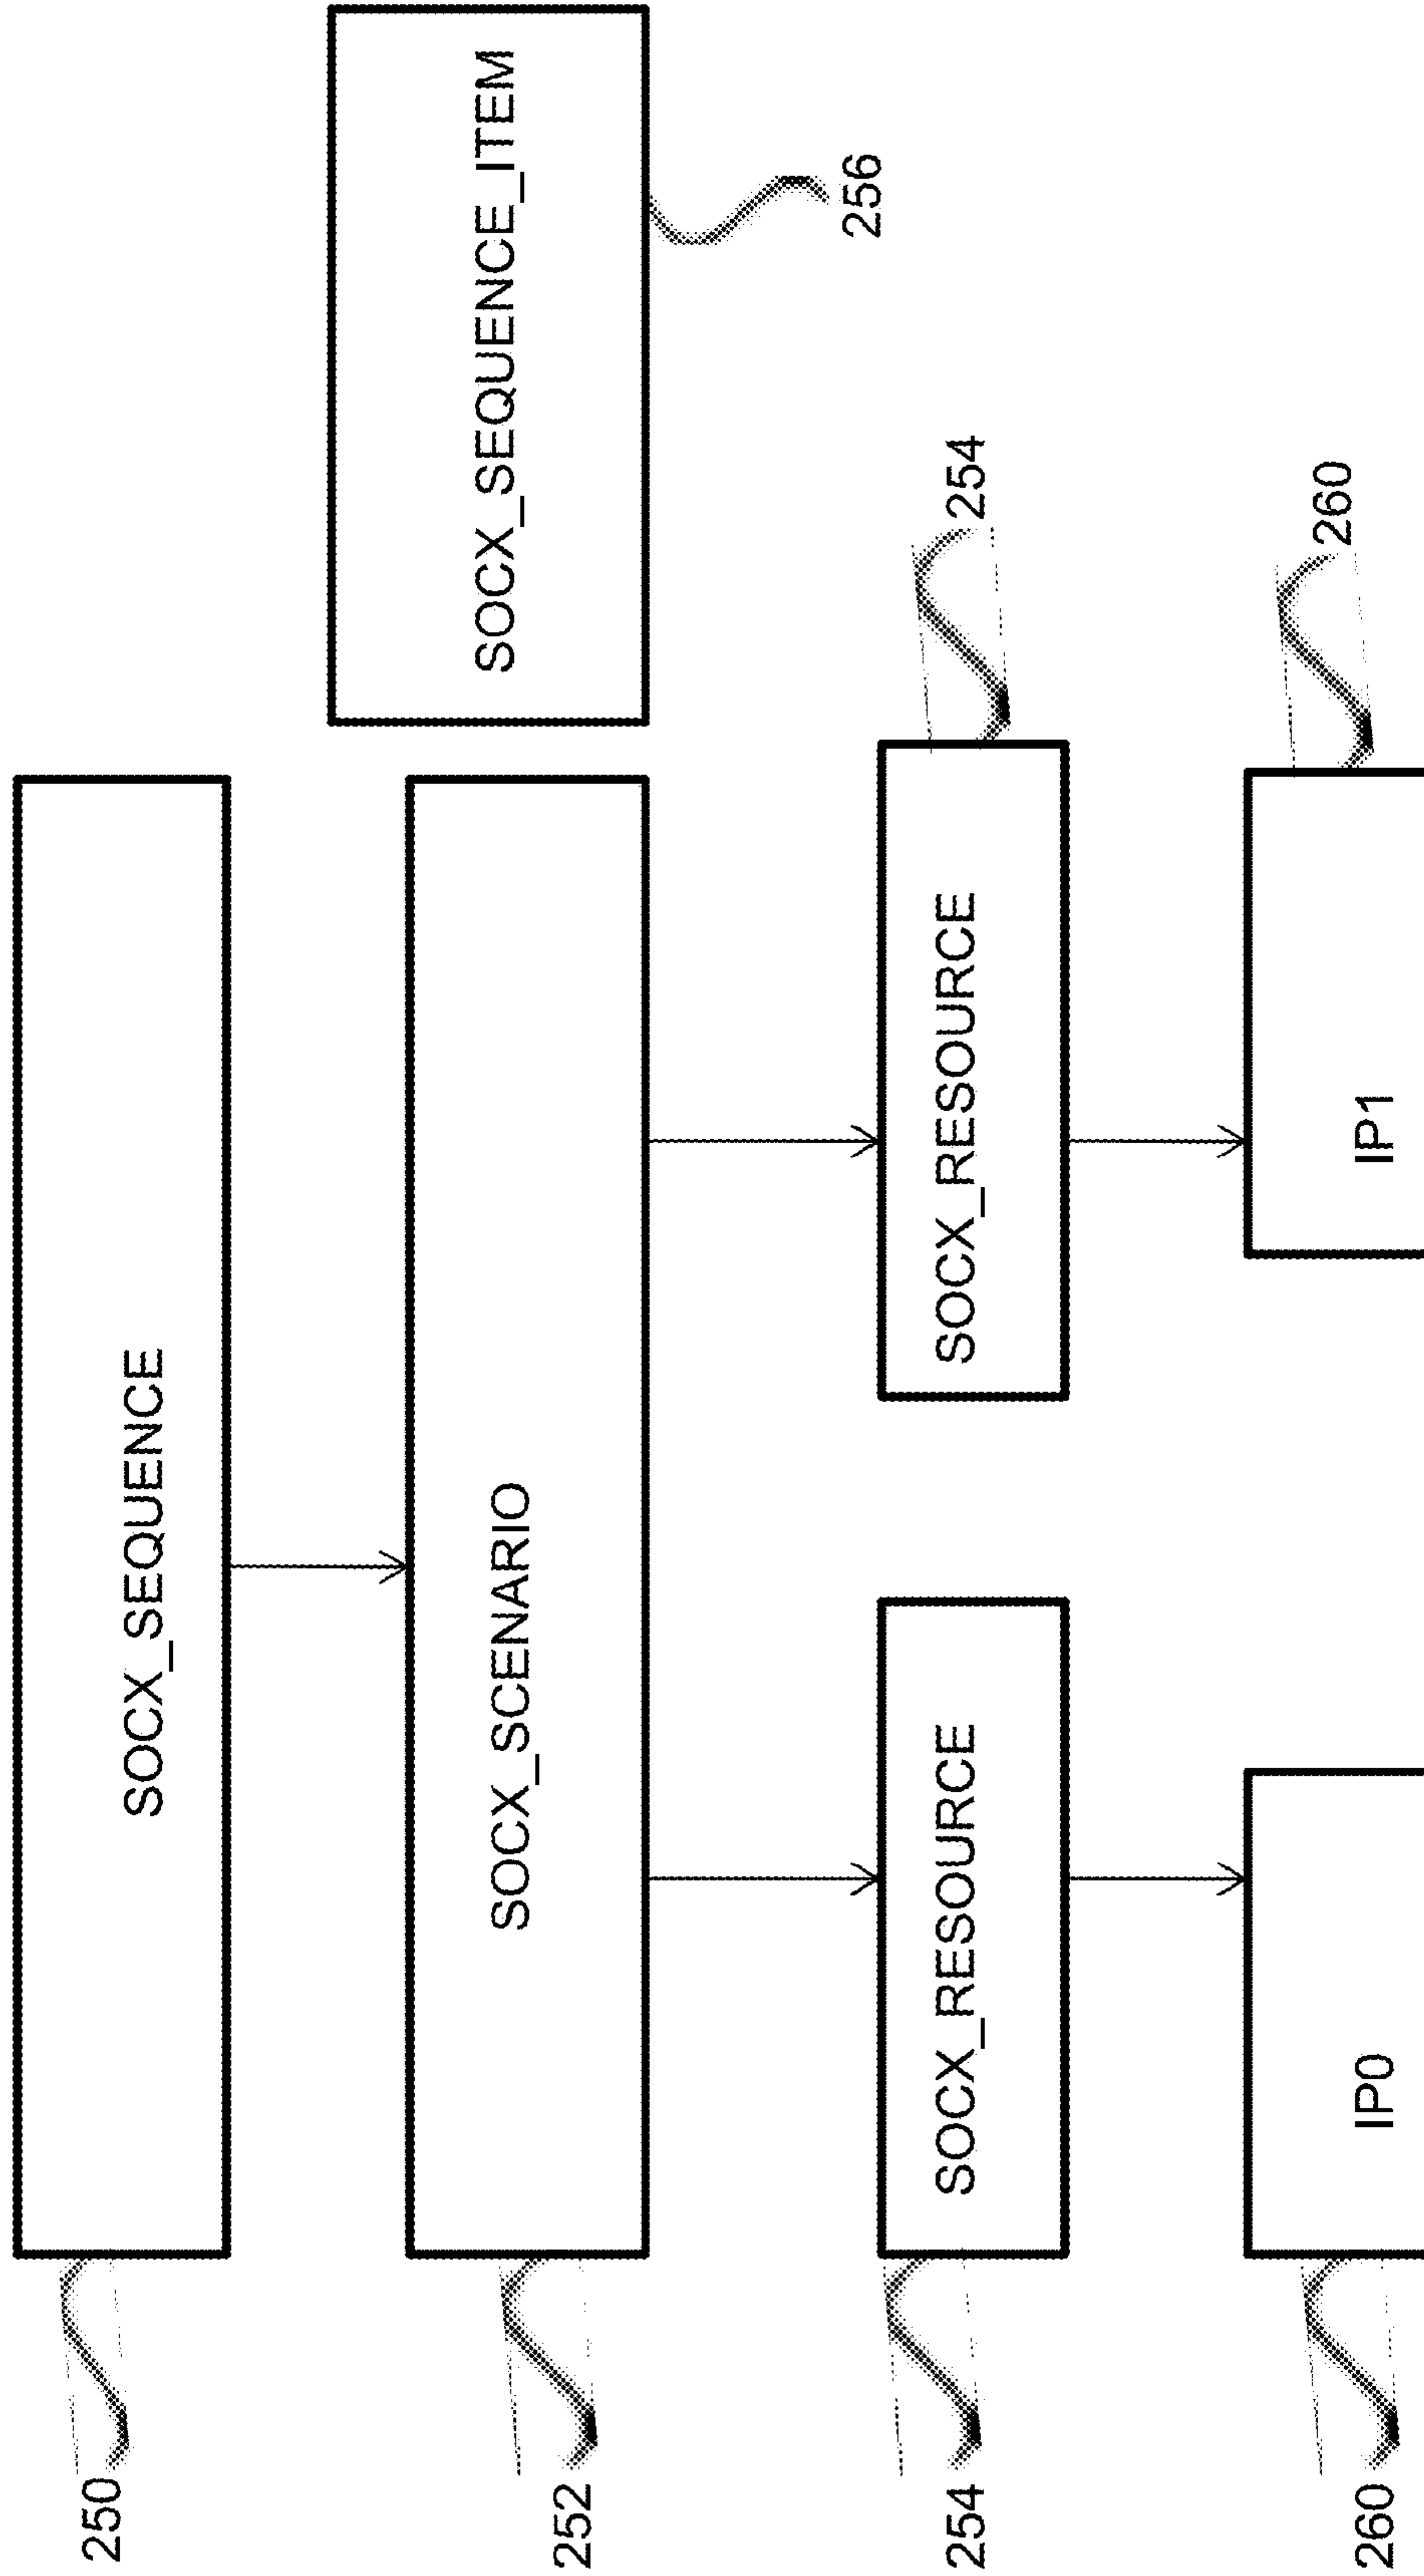 250
SOCX_SEQUENCE
252
SOCX_SCENARIO
SOCX_SEQUENCE_ITEM
256
254
SOCX_RESOURCE
SOCX_RESOURCE
254
260
IP0
IP1
260